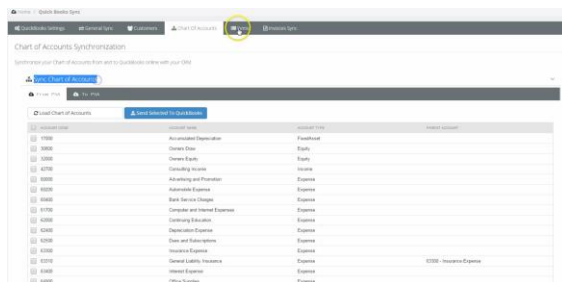 Home > Quick Books Sync
QuickBooks Settings General Sync Customers Chart Of Accounts Invoices Sync
Chart of Accounts Synchronization
Synchronize your Chart of Accounts from and to QuickBooks online with your CRM
Sync Chart of Accounts
To
Load Chart of Accounts Send Selected To QuickBooks
ACCOUNT CODE ACCOUNT NAME ACCOUNT TYPE PARENT ACCOUNT
17000 Accumulated Depreciation FixedAsset
30800 Owners Draw Equity
32000 Owners Equity Equity
42700 Consulting Income Income
60000 Advertising and Promotion Expense
60200 Automobile Expense Expense
60400 Bank Service Charges Expense
61700 Computer and Internet Expenses Expense
62000 Continuing Education Expense
62400 Depreciation Expense Expense
62500 Dues and Subscriptions Expense
63300 Insurance Expense Expense
63310 General Liability Insurance Expense 63300 - Insurance Expense
63400 Interest Expense Expense
64900 Office Supplies Expense